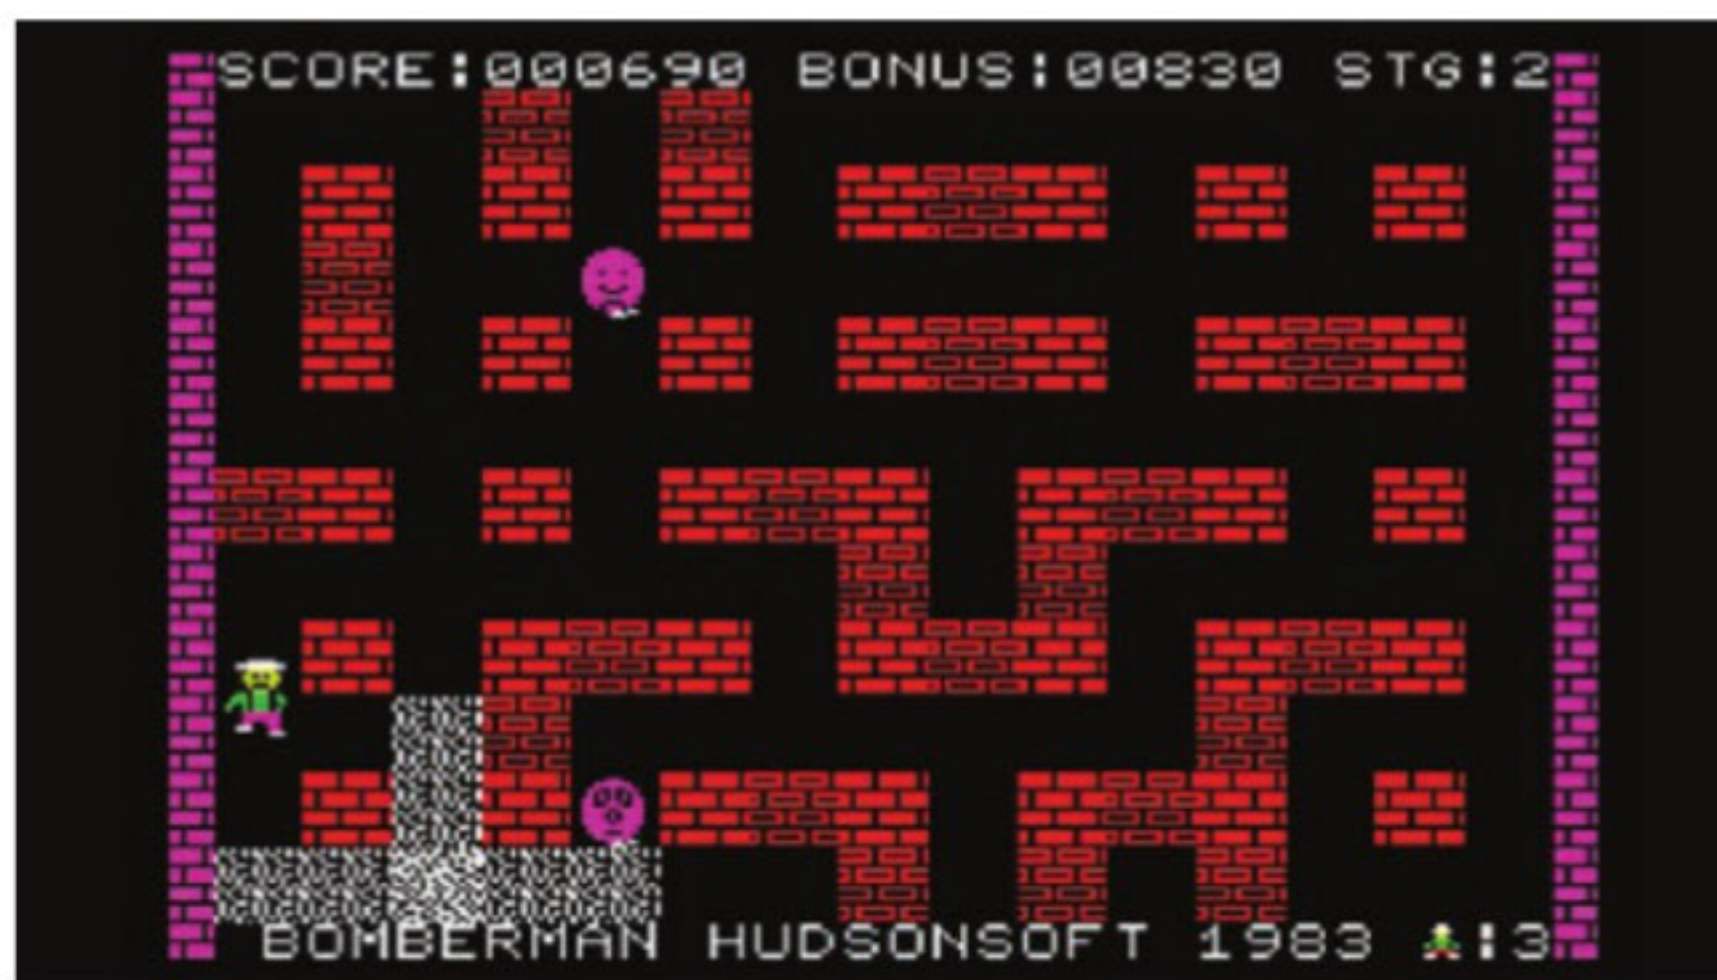 SCORE:000690 BONUS:00830 STG:2
BOMBERMAN HUDSONSOFT 1983 :3